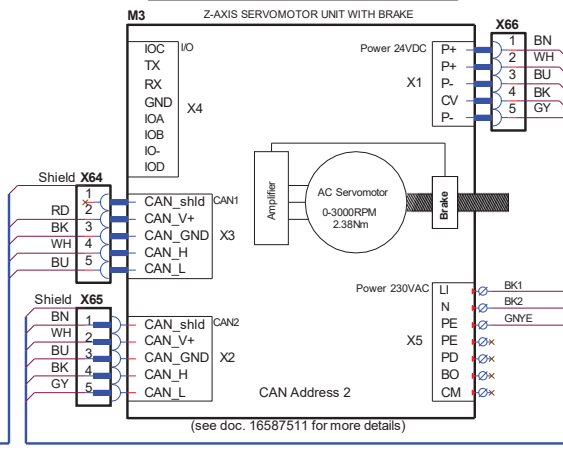 M3 Z-AXIS SERVOMOTOR UNIT WITH BRAKE
X66
IOC I/O
TX
RX
GND
IOA
IOB
IO-
IOD
X4
Power 24VDC
X1
P+
P+
P-
CV
P-
1 BN
2 WH
3 BU
4 BK
5 GY
Amplifier
AC Servomotor
0-3000RPM
2.38Nm
Brake
Shield X64
1
RD 2
BK 3
WH 4
BU 5
CAN_shld CAN1
CAN_V+
CAN_GND X3
CAN_H
CAN_L
Shield X65
BN 1
WH 2
BU 3
BK 4
GY 5
CAN_shld CAN2
CAN_V+
CAN_GND X2
CAN_H
CAN_L
Power 230VAC
X5
LI BK1
N BK2
PE GNYE
PE
PD
BO
CM
CAN Address 2
(see doc. 16587511 for more details)